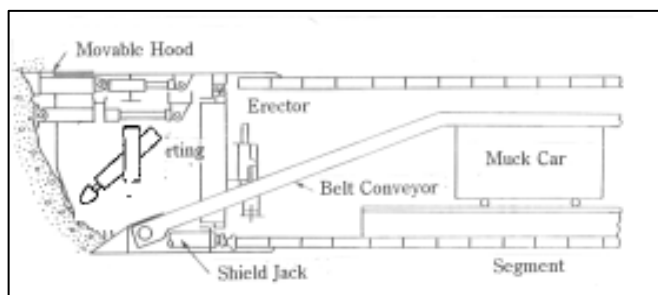 Movable Hood
Erector
rting
Muck Car
Belt Conveyor
Shield Jack
Segment